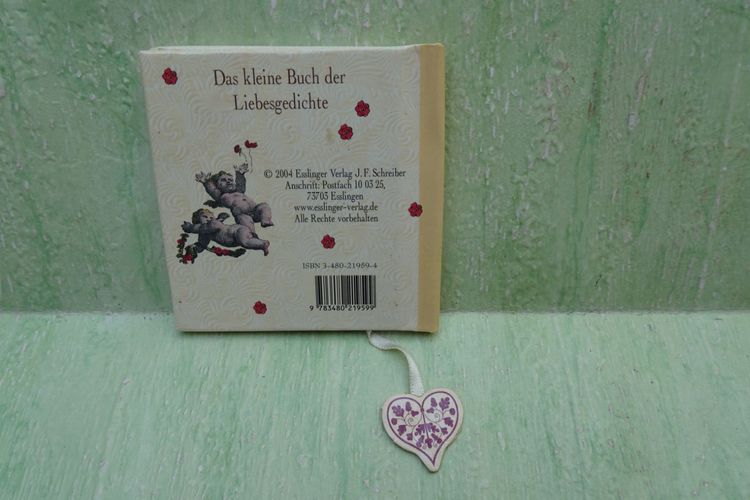 Das kleine Buch der
Liebesgedichte
© 2004 Esslinger Verlag J. F. Schreiber
Anschrift: Postfach 10 03 25,
73703 Esslingen
www.esslinger-verlag.de
Alle Rechte vorbehalten
ISBN 3-480-21959-4
9 783480 219599